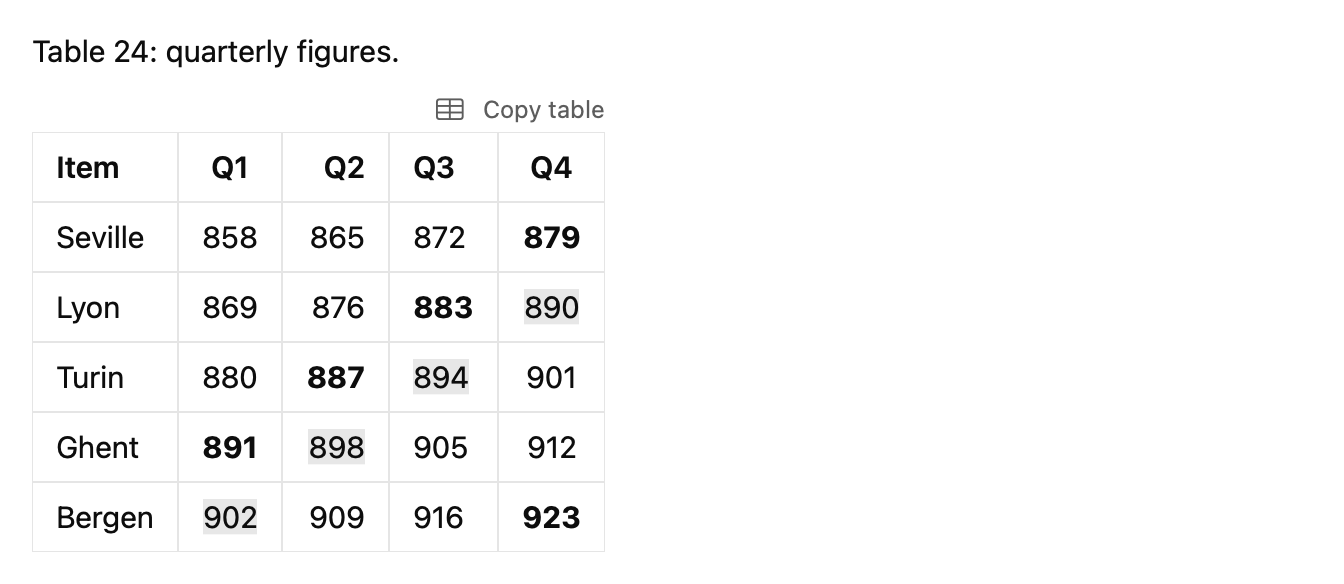 Table 24: quarterly figures.
Copy table
Item Q1 Q2 Q3 Q4
Seville 858 865 872 879
Lyon 869 876 883 890
Turin 880 887 894 901
Ghent 891 898 905 912
Bergen 902 909 916 923